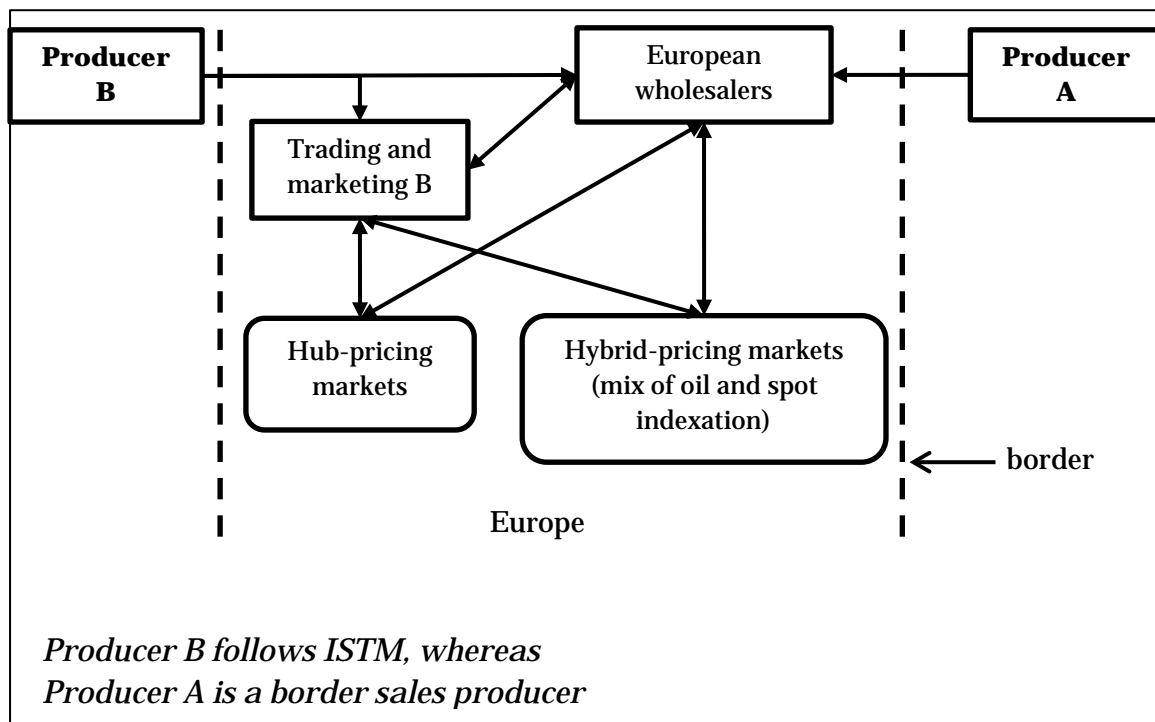 Producer
B
European
wholesalers
Producer
A
Trading and
marketing B
Hub-pricing
markets
Hybrid-pricing markets
(mix of oil and spot
indexation)
border
Europe
Producer B follows ISTM, whereas
Producer A is a border sales producer